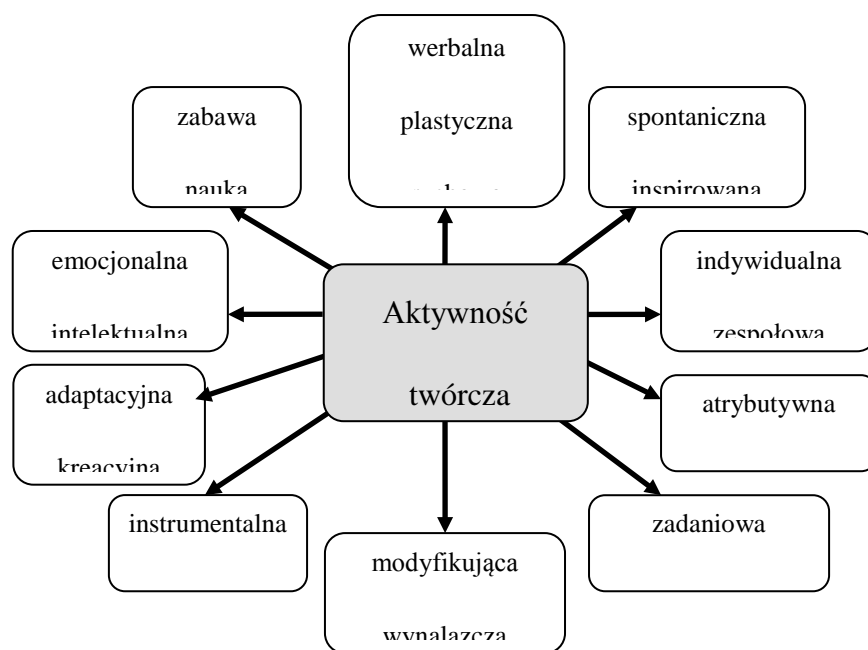 werbalna
plastyczna
zabawa
nauka
spontaniczna
inspirowana
emocjonalna
intelektualna
indywidualna
zespołowa
Aktywność
twórcza
adaptacyjna
kreacyjna
atrybutywna
instrumentalna
zadaniowa
modyfikująca
wynalazcza